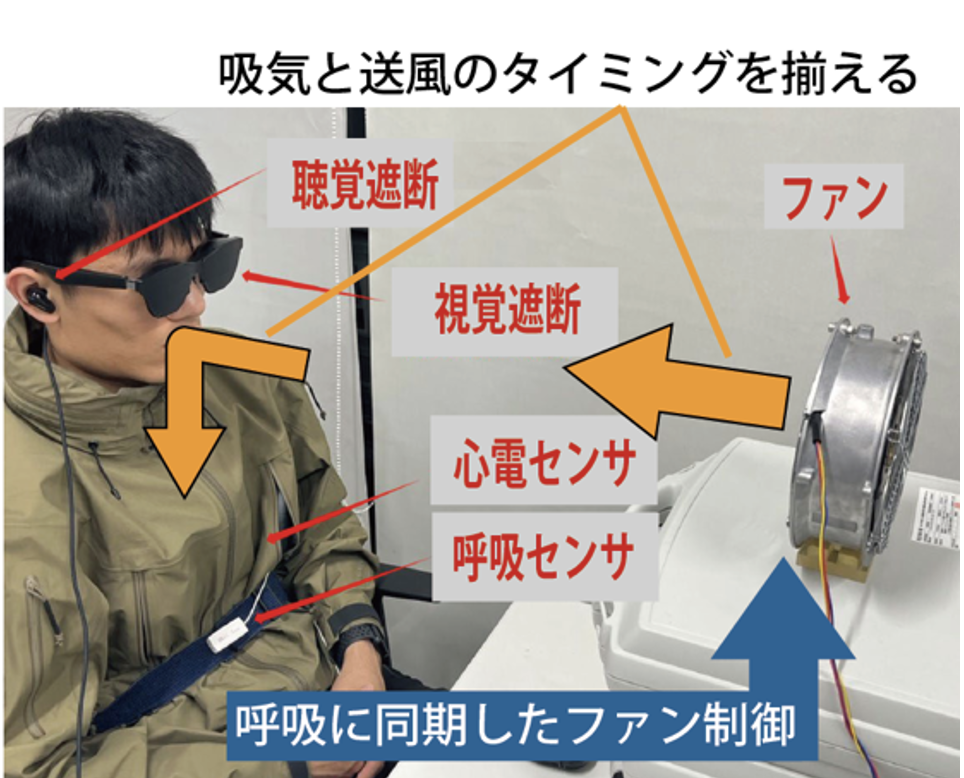 吸気と送風のタイミングを揃える
聴覚遮断
ファン
視覚遮断
心電センサ
呼吸センサ
呼吸に同期したファン制御